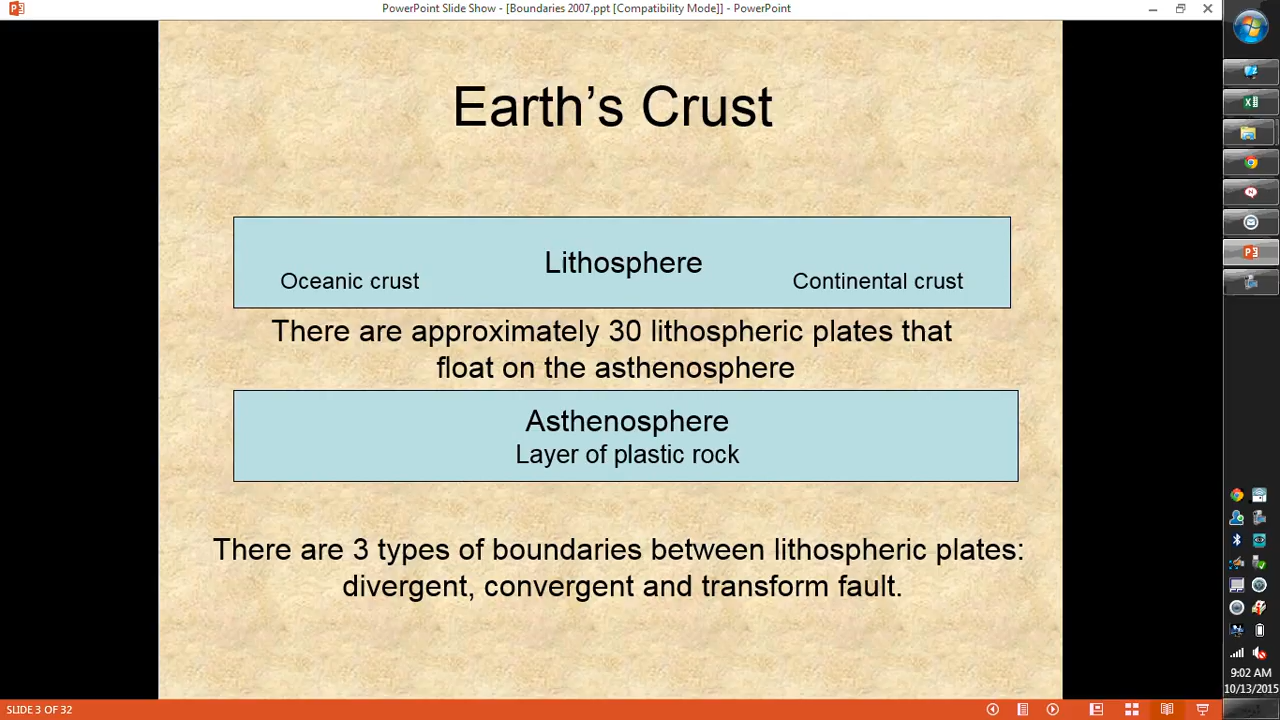 PowerPoint Slide Show - [Boundaries 2007.ppt [Compatibility Mode]] - PowerPoint
Earth's Crust
Lithosphere
Oceanic crust
Continental crust
There are approximately 30 lithospheric plates that
float on the asthenosphere
Asthenosphere
Layer of plastic rock
There are 3 types of boundaries between lithospheric plates:
divergent, convergent and transform fault.
9:02 AM
10/13/2015
SLIDE 3 OF 32